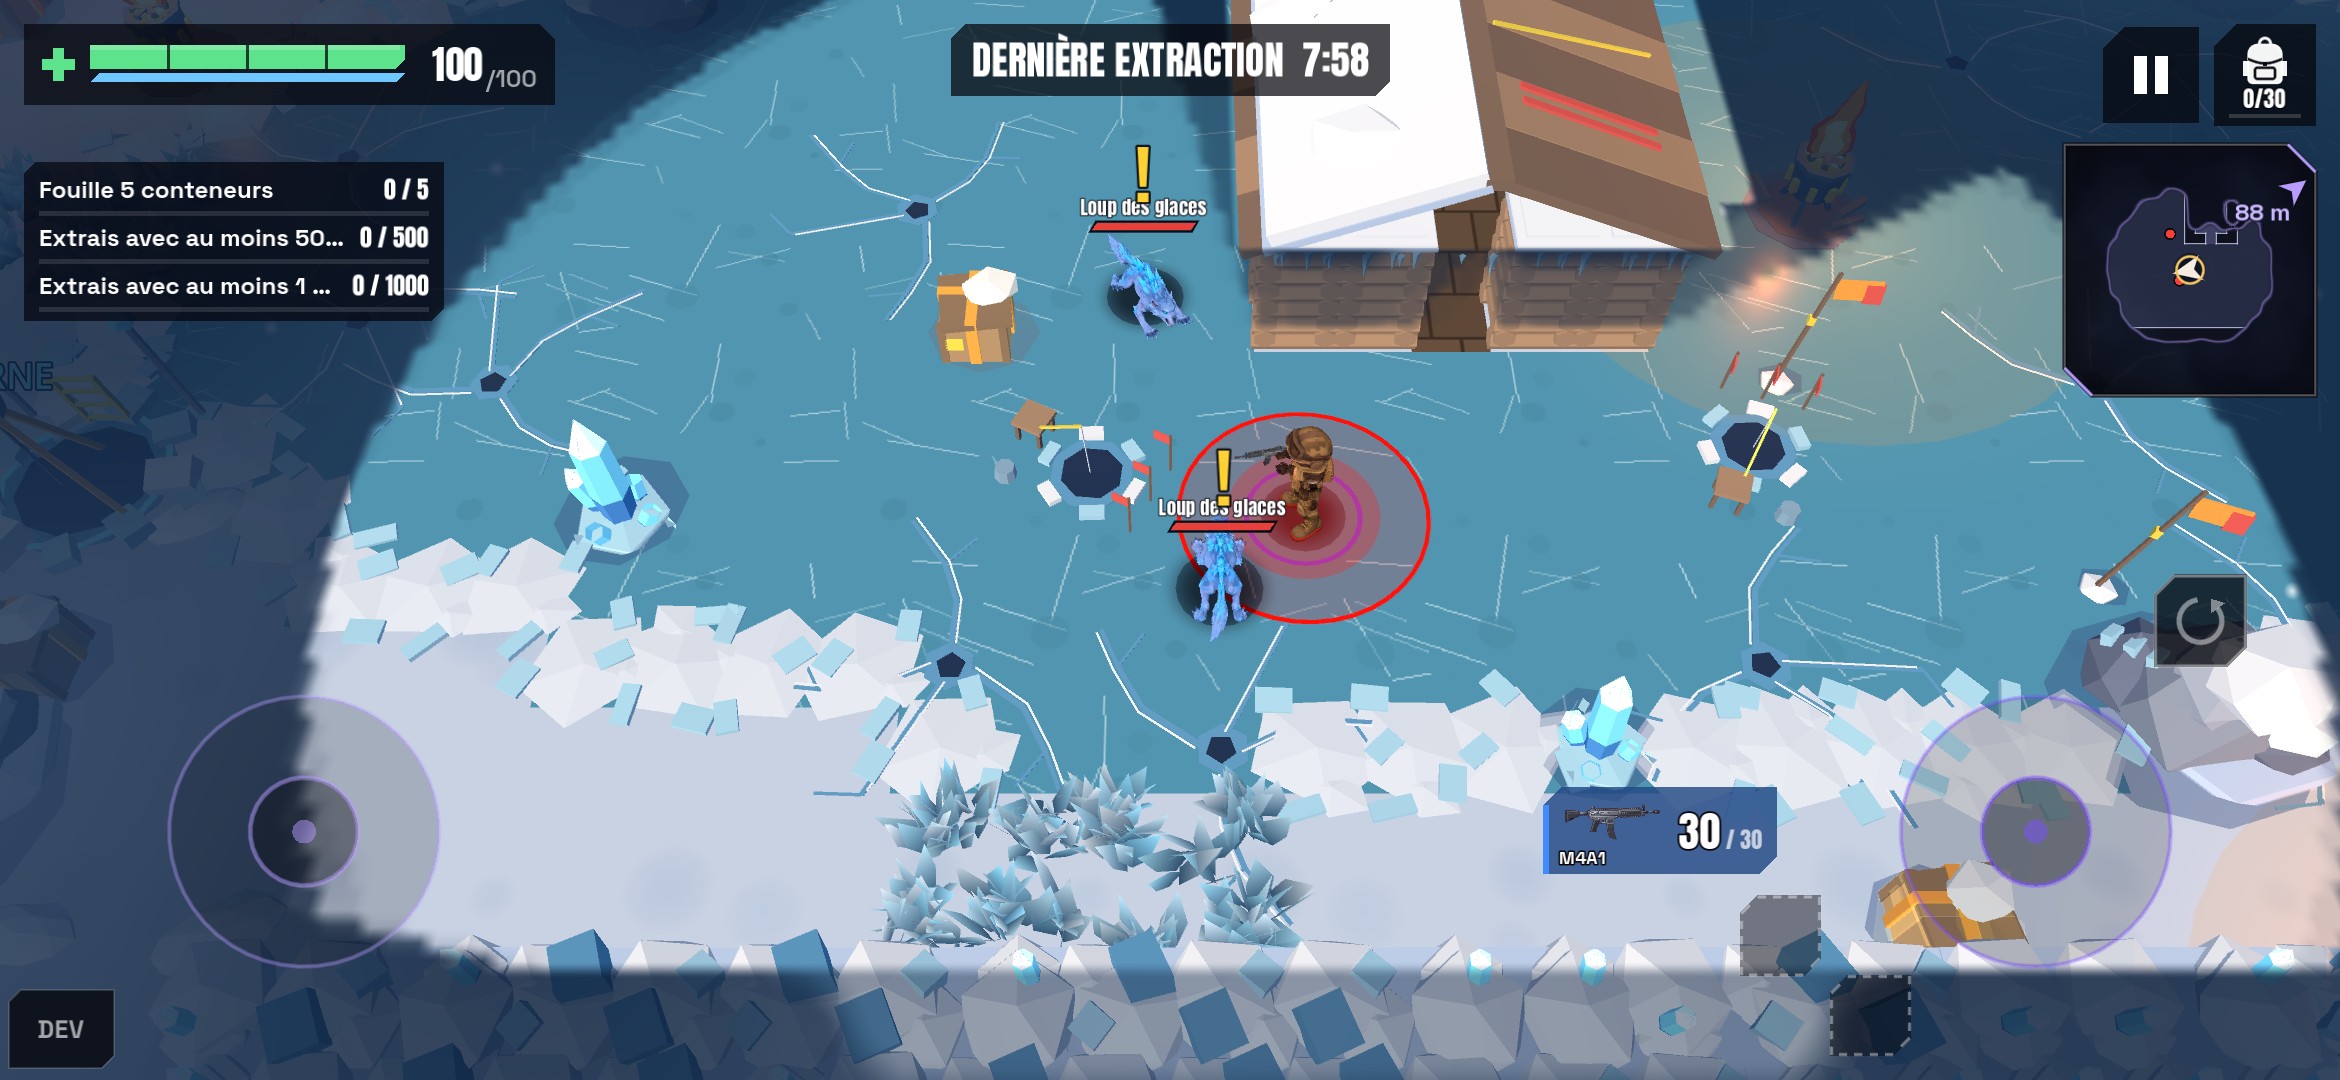 100/100
DERNIÈRE EXTRACTION 7:58
0/30
Fouille 5 conteneurs 0 / 5
Extrais avec au moins 50... 0 / 500
Extrais avec au moins 1 ... 0 / 1000
88 m
Loup des glaces
RNE
Loup des glaces
M4A1 30 / 30
DEV